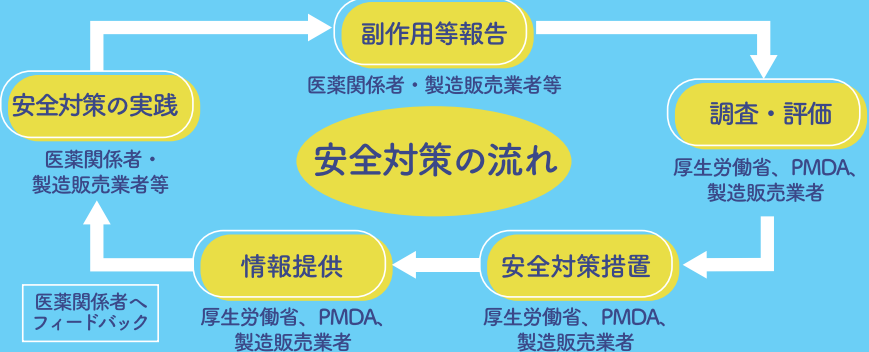 安全対策の流れ
副作用等報告
医薬関係者・製造販売業者等
調査・評価
厚生労働省、PMDA、
製造販売業者
安全対策措置
厚生労働省、PMDA、
製造販売業者
情報提供
厚生労働省、PMDA、
製造販売業者
医薬関係者へ
フィードバック
安全対策の実践
医薬関係者・
製造販売業者等